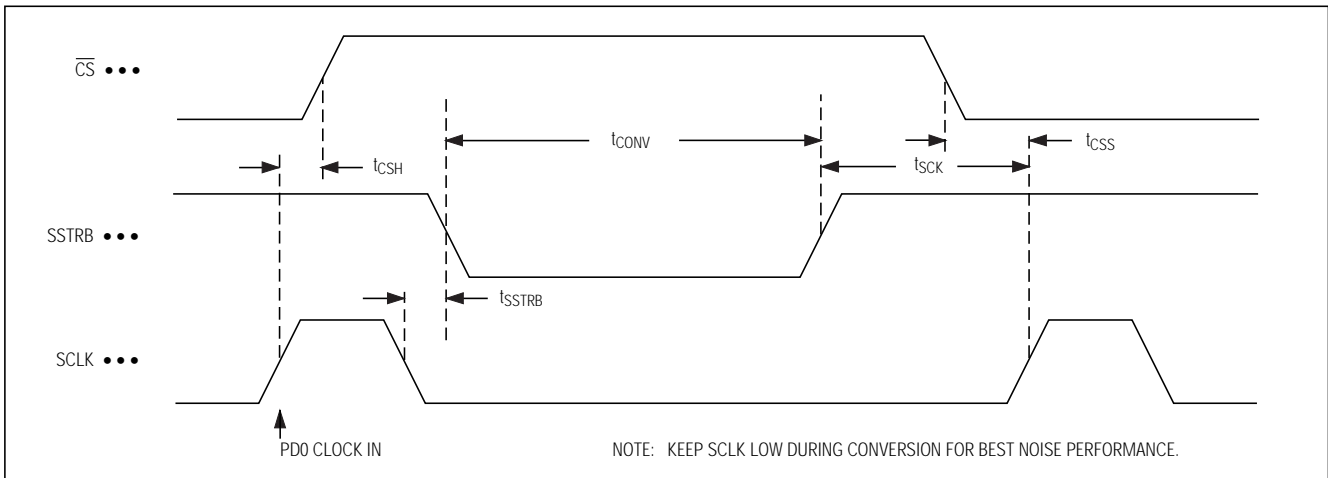 CS •••
tCONV
tCSS
tCSH
tSCK
SSTRB •••
tSSTRB
SCLK •••
PD0 CLOCK IN
NOTE: KEEP SCLK LOW DURING CONVERSION FOR BEST NOISE PERFORMANCE.